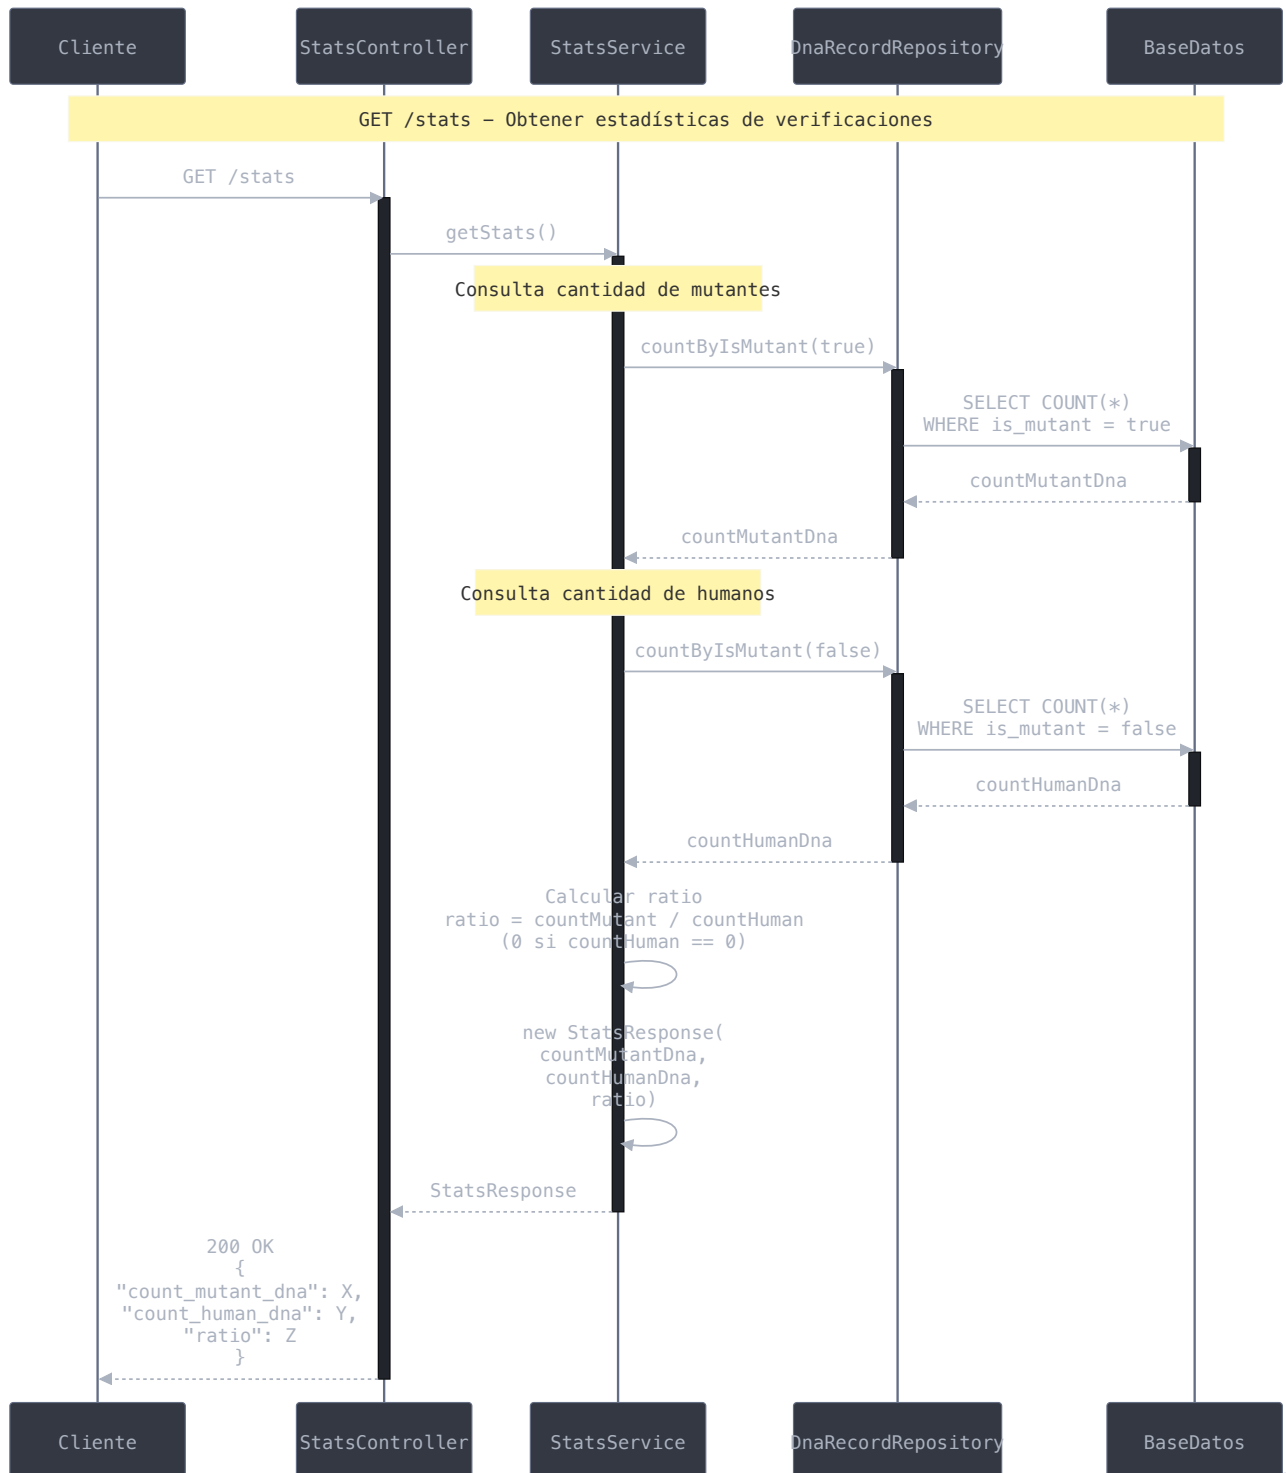 Cliente
StatsController
StatsService
DnaRecordRepository
BaseDatos
GET /stats – Obtener estadísticas de verificaciones
GET /stats
getStats()
Consulta cantidad de mutantes
countByIsMutant(true)
SELECT COUNT(*)
WHERE is_mutant = true
countMutantDna
countMutantDna
Consulta cantidad de humanos
countByIsMutant(false)
SELECT COUNT(*)
WHERE is_mutant = false
countHumanDna
countHumanDna
Calcular ratio
ratio = countMutant / countHuman
(0 si countHuman == 0)
new StatsResponse(
countMutantDna,
countHumanDna,
ratio)
StatsResponse
200 OK
{
"count_mutant_dna": X,
"count_human_dna": Y,
"ratio": Z
}
Cliente
StatsController
StatsService
DnaRecordRepository
BaseDatos